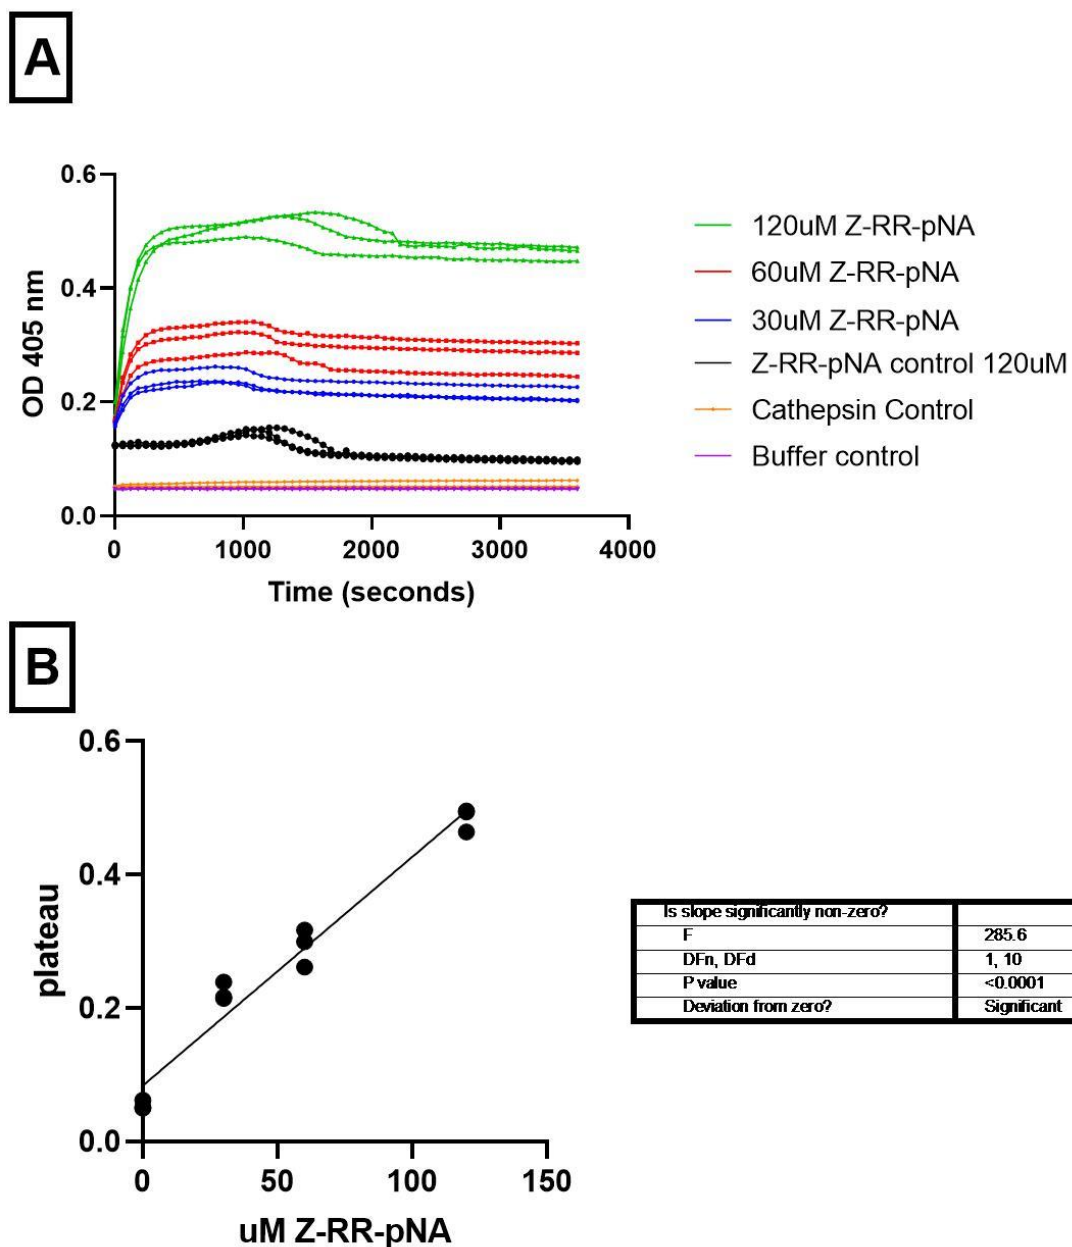 A
0.6
0.4
0.2
0.0
OD 405 nm
0 1000 2000 3000 4000
Time (seconds)
120uM Z-RR-pNA
60uM Z-RR-pNA
30uM Z-RR-pNA
Z-RR-pNA control 120uM
Cathepsin Control
Buffer control
B
0.6
0.4
0.2
0.0
plateau
0 50 100 150
uM Z-RR-pNA
Is slope significantly non-zero?
F 285.6
DFn, DFd 1, 10
P value <0.0001
Deviation from zero? Significant